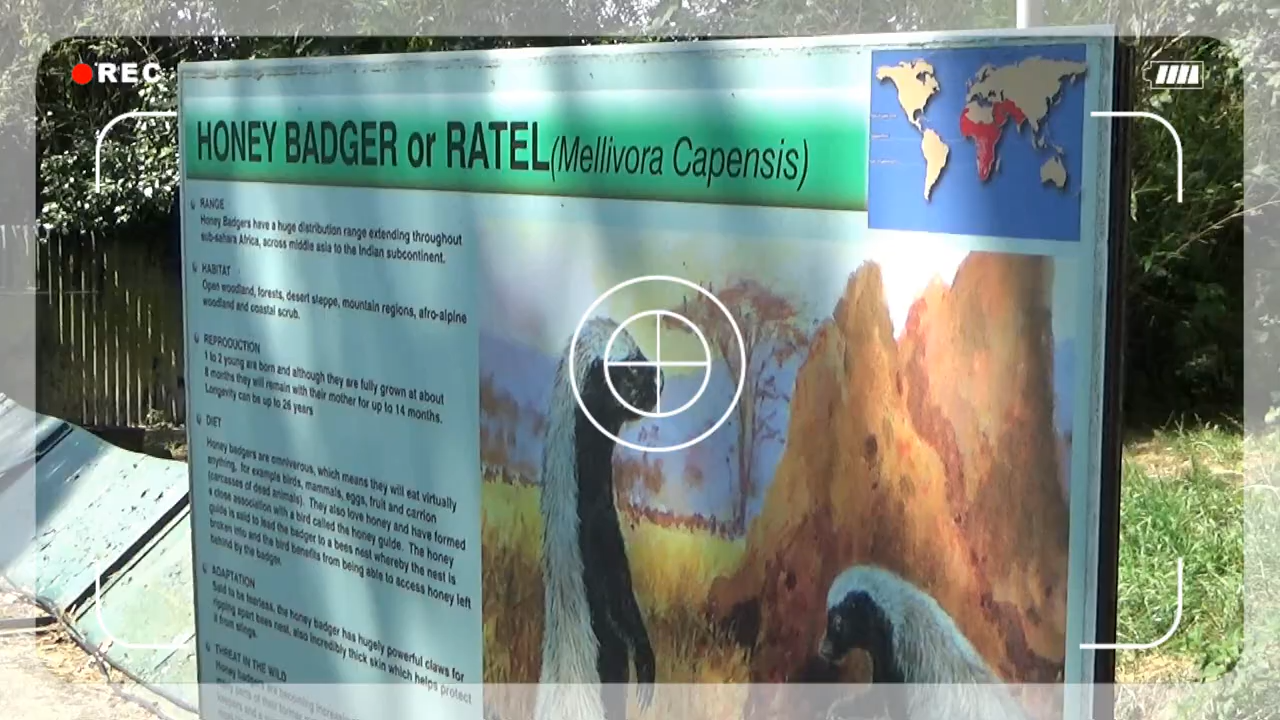 REC
HONEY BADGER or RATEL (Mellivora Capensis)
RANGE
Honey Badgers have a huge distribution range extending throughout
sub-sahara Africa, across middle asia to the Indian subcontinent.
HABITAT
Open woodland, forests, desert steppe, mountain regions, afro-alpine
woodland and coastal scrub.
REPRODUCTION
1 to 2 young are born and although they are fully grown at about
8 months they will remain with their mother for up to 14 months.
Longevity can be up to 26 years
DIET
Honey badgers are omniverous, which means they will eat virtually
anything, for example birds, mammals, eggs, fruit and carrion
(carcasses of dead animals). They also love honey and have formed
a close association with a bird called the honey guide. The honey
guide is said to lead the badger to a bees nest whereby the nest is
broken into and the bird benefits from being able to access honey left
behind by the badger.
ADAPTATION
Said to be fearless, the honey badger has hugely powerful claws for
ripping apart bees nest, also incredibly thick skin which helps protect
it from stings.
THREAT IN THE WILD
Honey badgers are becoming